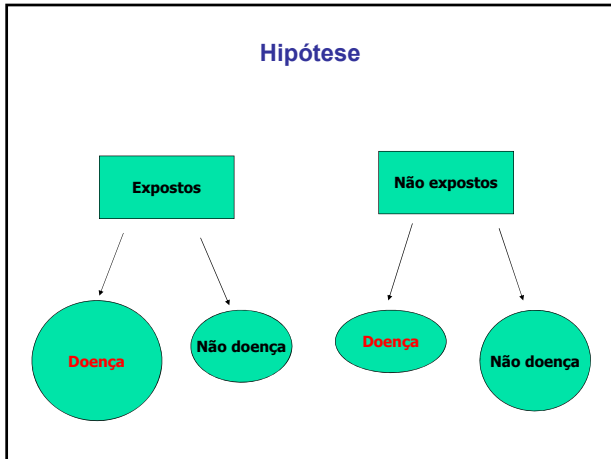 Hipótese
Expostos
Não expostos
Doença
Não doença
Doença
Não doença